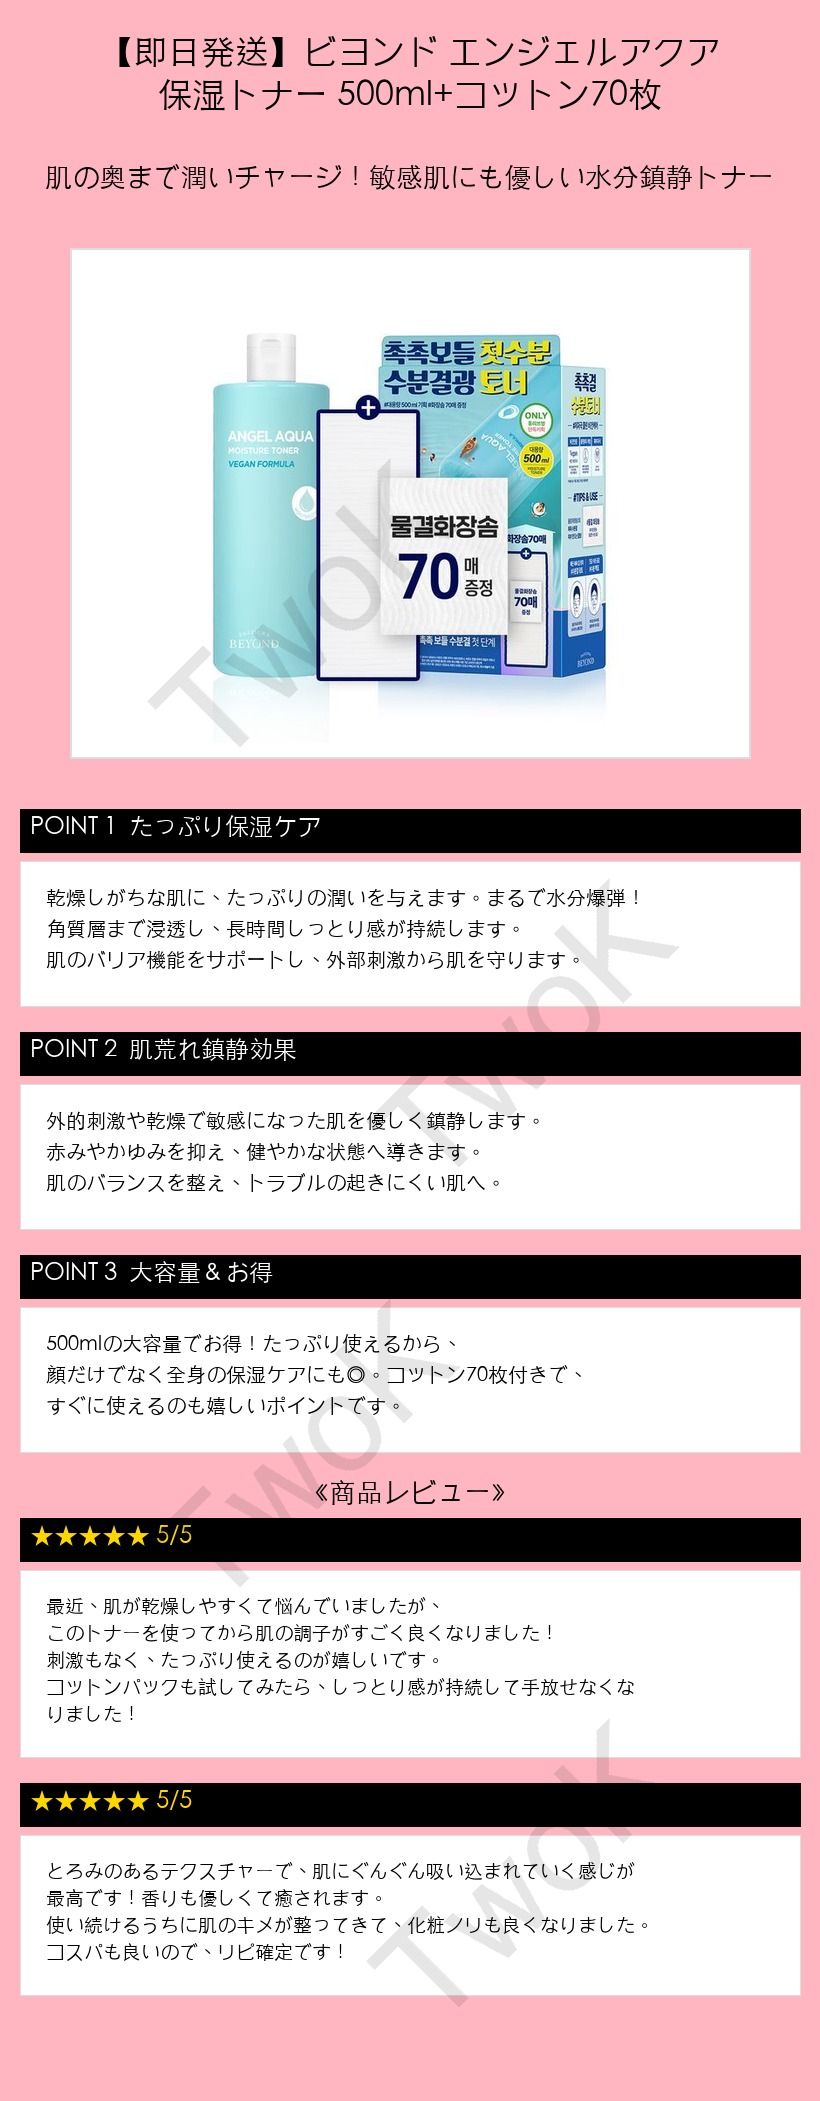 【即日発送】ビヨンド エンジェルアクア
保湿トナー 500ml+コットン70枚
肌の奥まで潤いチャージ！敏感肌にも優しい水分鎮静トナー
ANGEL AQUA
MOISTURE TONER
VEGAN FORMULA
BEYOND
촉촉보들 첫수분
수분결광 토너
#대용량 500ml 기획 #화장솜 70매 증정
ONLY
대용량
500ml
MOISTURE
TONER
물결화장솜
70매
증정
화장솜70매
물결화장솜
70매
증정
촉촉 보들 수분결 첫 단계
촉촉결
수분토너
#TIPS & USE
BEYOND
TwoK
POINT 1 たっぷり保湿ケア
乾燥しがちな肌に、たっぷりの潤いを与えます。まるで水分爆弾！
角質層まで浸透し、長時間しっとり感が持続します。
肌のバリア機能をサポートし、外部刺激から肌を守ります。
TwoK
POINT 2 肌荒れ鎮静効果
外的刺激や乾燥で敏感になった肌を優しく鎮静します。
赤みやかゆみを抑え、健やかな状態へ導きます。
肌のバランスを整え、トラブルの起きにくい肌へ。
POINT 3 大容量 & お得
500mlの大容量でお得！たっぷり使えるから、
顔だけでなく全身の保湿ケアにも◎。コットン70枚付きで、
すぐに使えるのも嬉しいポイントです。
TwoK
《商品レビュー》
★★★★★ 5/5
最近、肌が乾燥しやすくて悩んでいましたが、
このトナーを使ってから肌の調子がすごく良くなりました！
刺激もなく、たっぷり使えるのが嬉しいです。
コットンパックも試してみたら、しっとり感が持続して手放せなくな
りました！
★★★★★ 5/5
とろみのあるテクスチャーで、肌にぐんぐん吸い込まれていく感じが
最高です！香りも優しくて癒されます。
使い続けるうちに肌のキメが整ってきて、化粧ノリも良くなりました。
コスパも良いので、リピ確定です！
TwoK